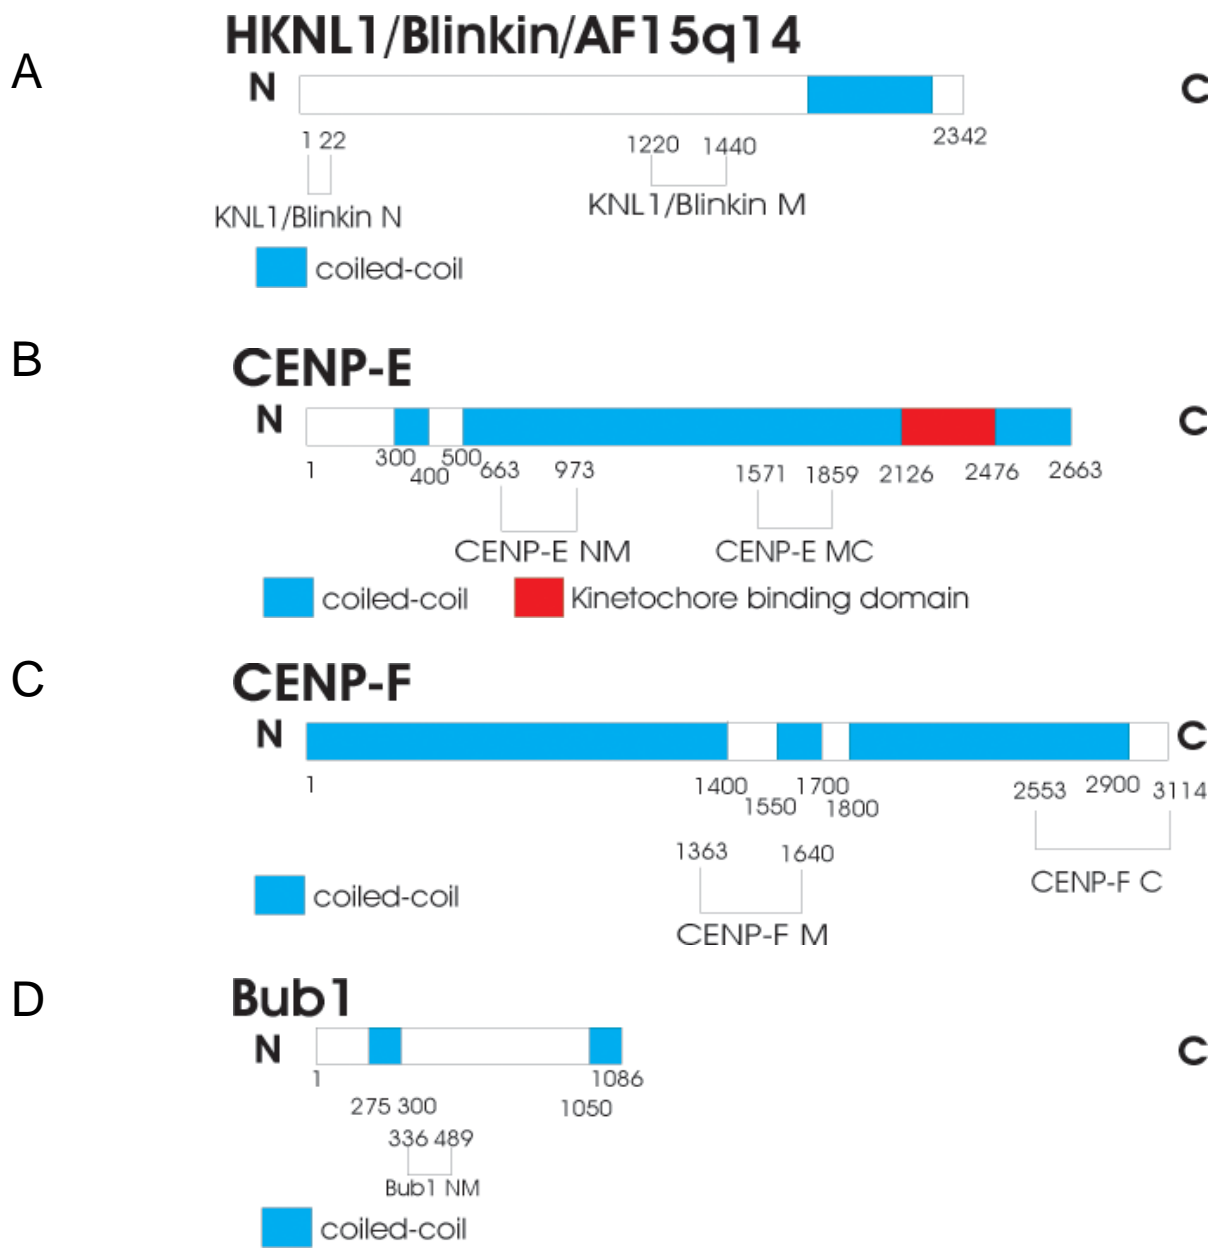 HKNL1/Blinkin/AF15q14
A
N C
1 22 1220 1440 2342
KNL1/Blinkin N KNL1/Blinkin M
coiled-coil
B
CENP-E
N C
1 300 400 500 663 973 1571 1859 2126 2476 2663
CENP-E NM CENP-E MC
coiled-coil Kinetochore binding domain
C
CENP-F
N C
1 1400 1550 1700 1800 2553 2900 3114
1363 1640
CENP-F C
coiled-coil
CENP-F M
D
Bub1
N C
1 1086
275 300 1050
336 489
Bub1 NM
coiled-coil